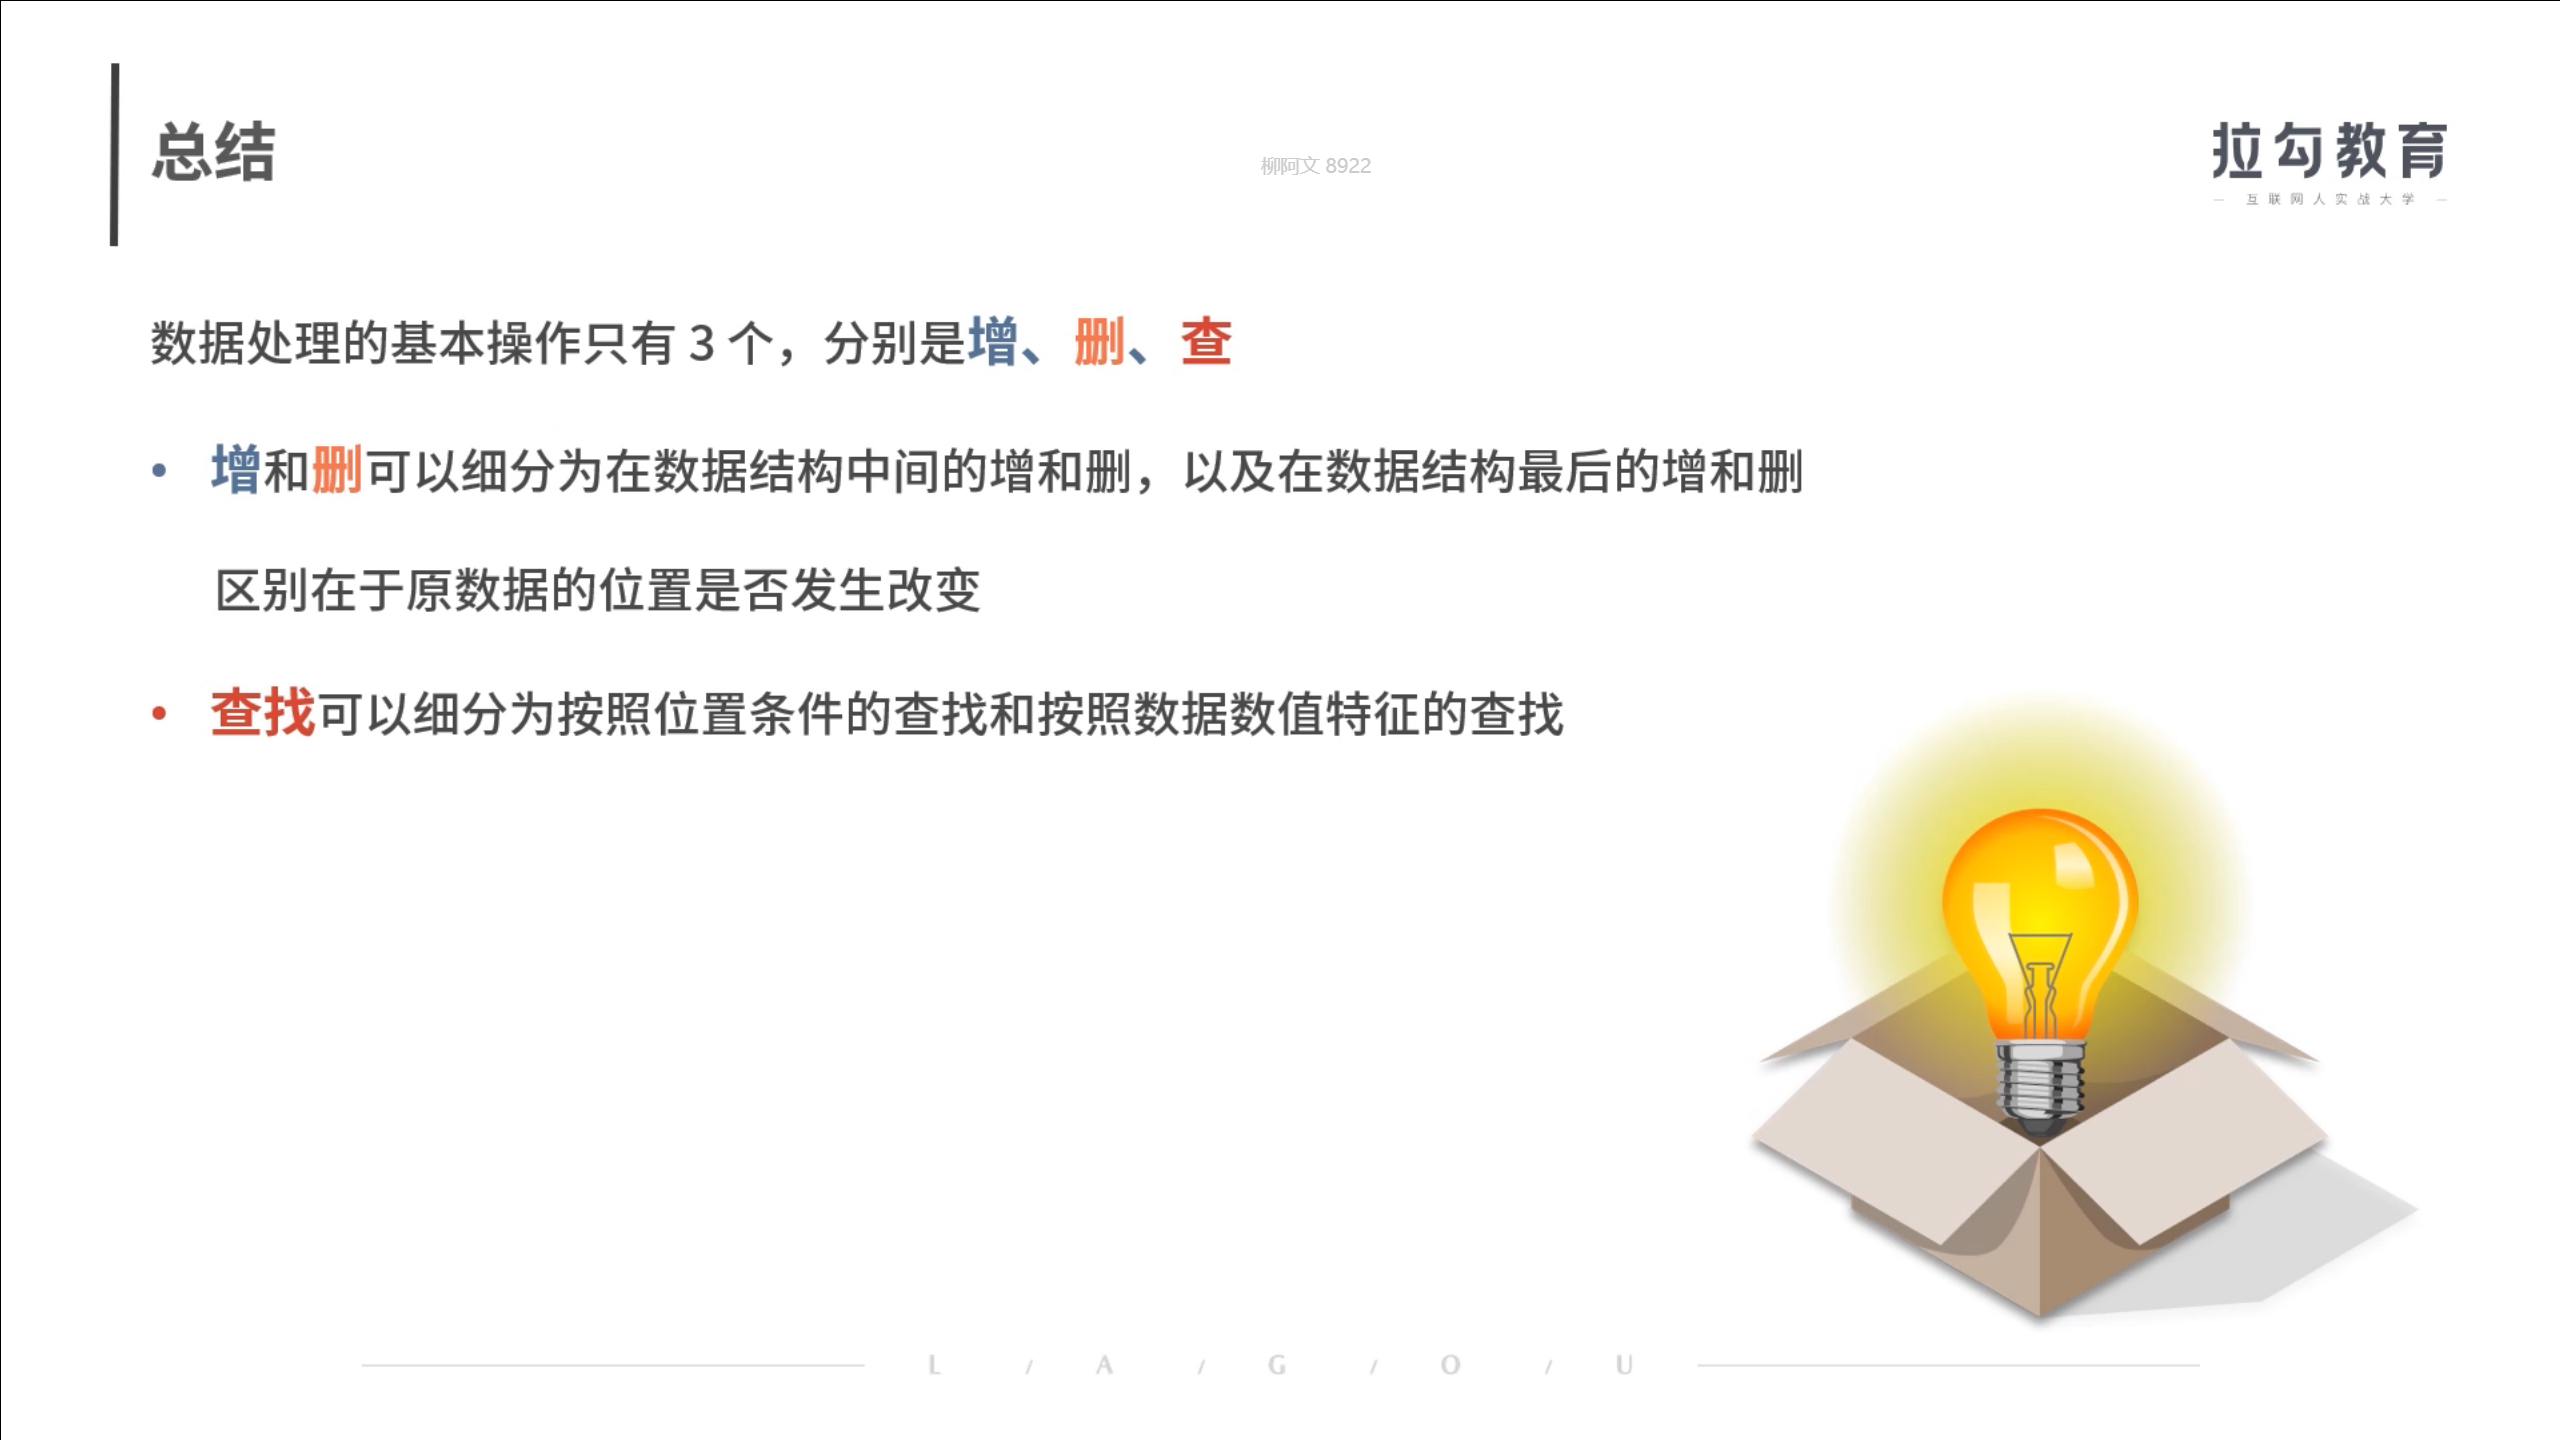 总结
柳阿文 8922
拉勾教育
— 互联网人实战大学 —
数据处理的基本操作只有 3 个，分别是增、删、查
• 增和删可以细分为在数据结构中间的增和删，以及在数据结构最后的增和删
区别在于原数据的位置是否发生改变
• 查找可以细分为按照位置条件的查找和按照数据数值特征的查找
L / A / G / O / U